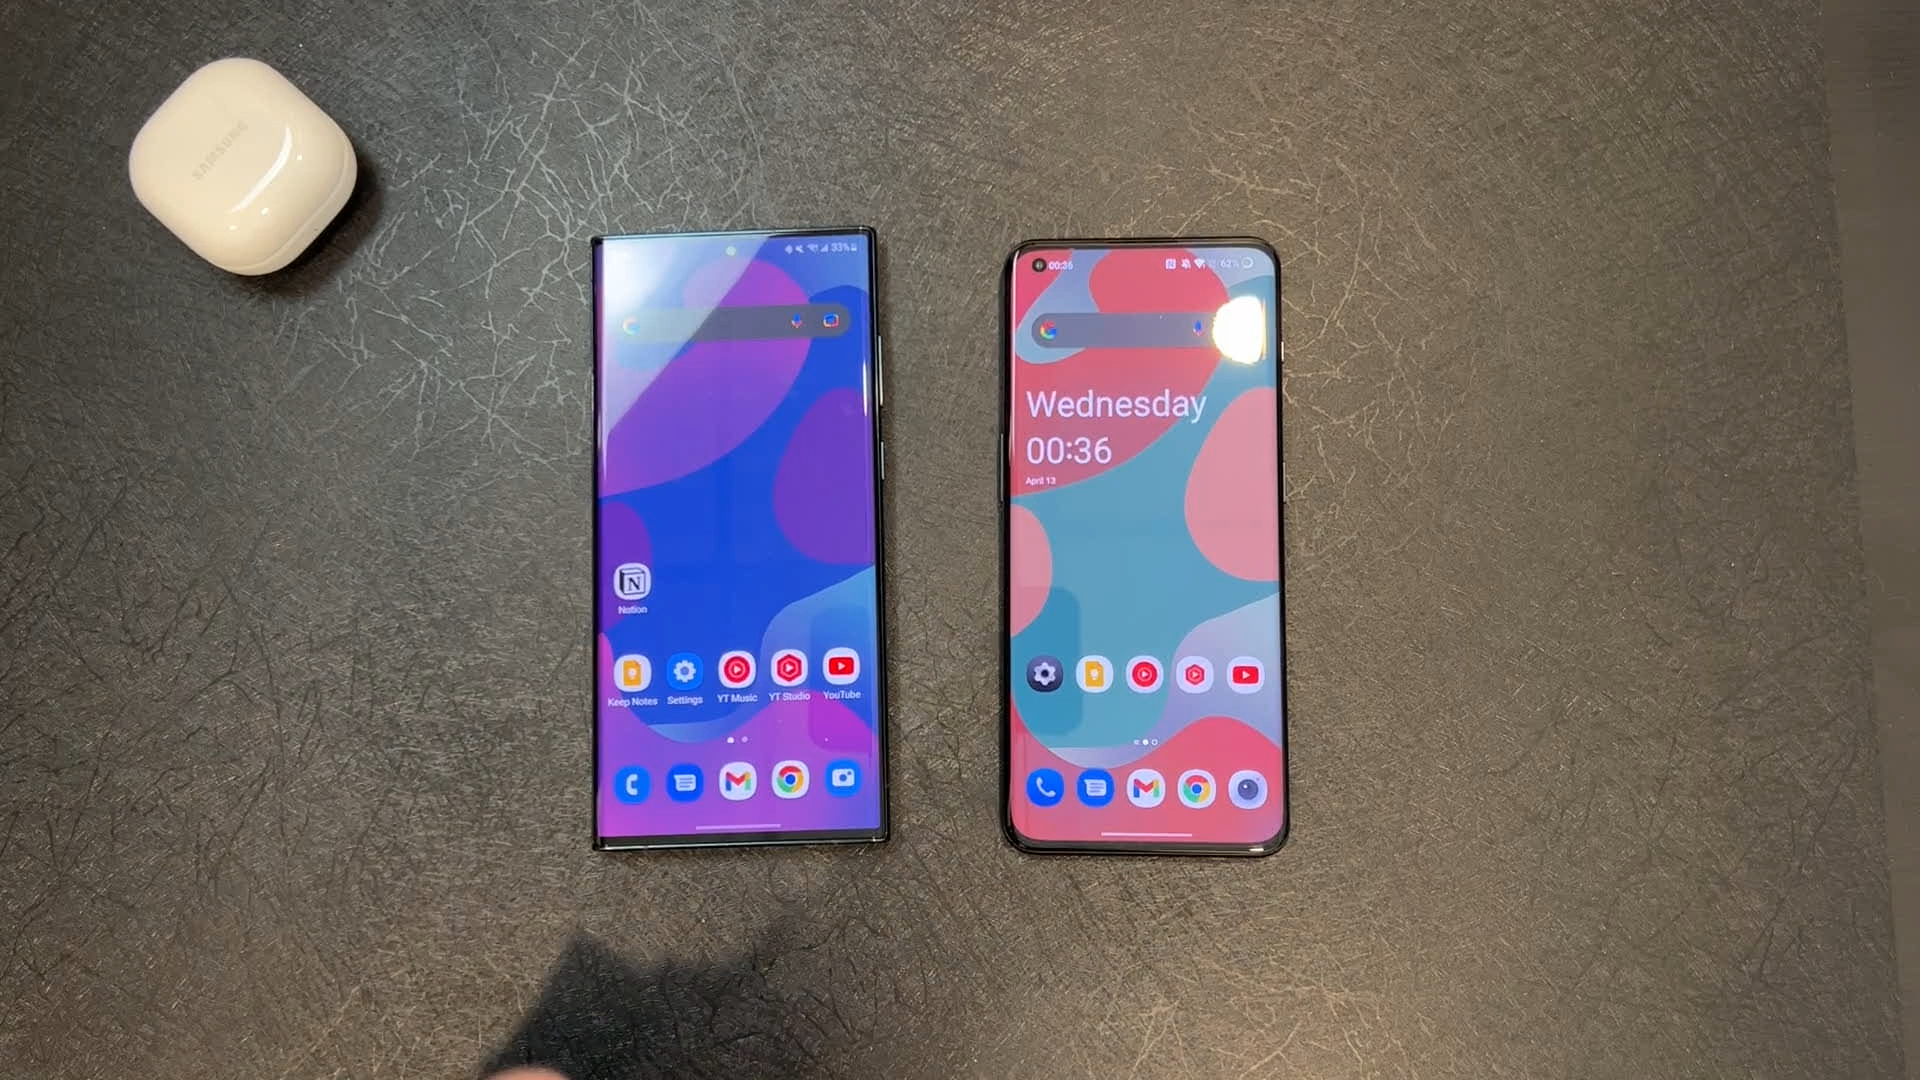 SAMSUNG
33%
Notion
Keep Notes
Settings
YT Music
YT Studio
YouTube
00:36
62%
Wednesday
00:36
April 13